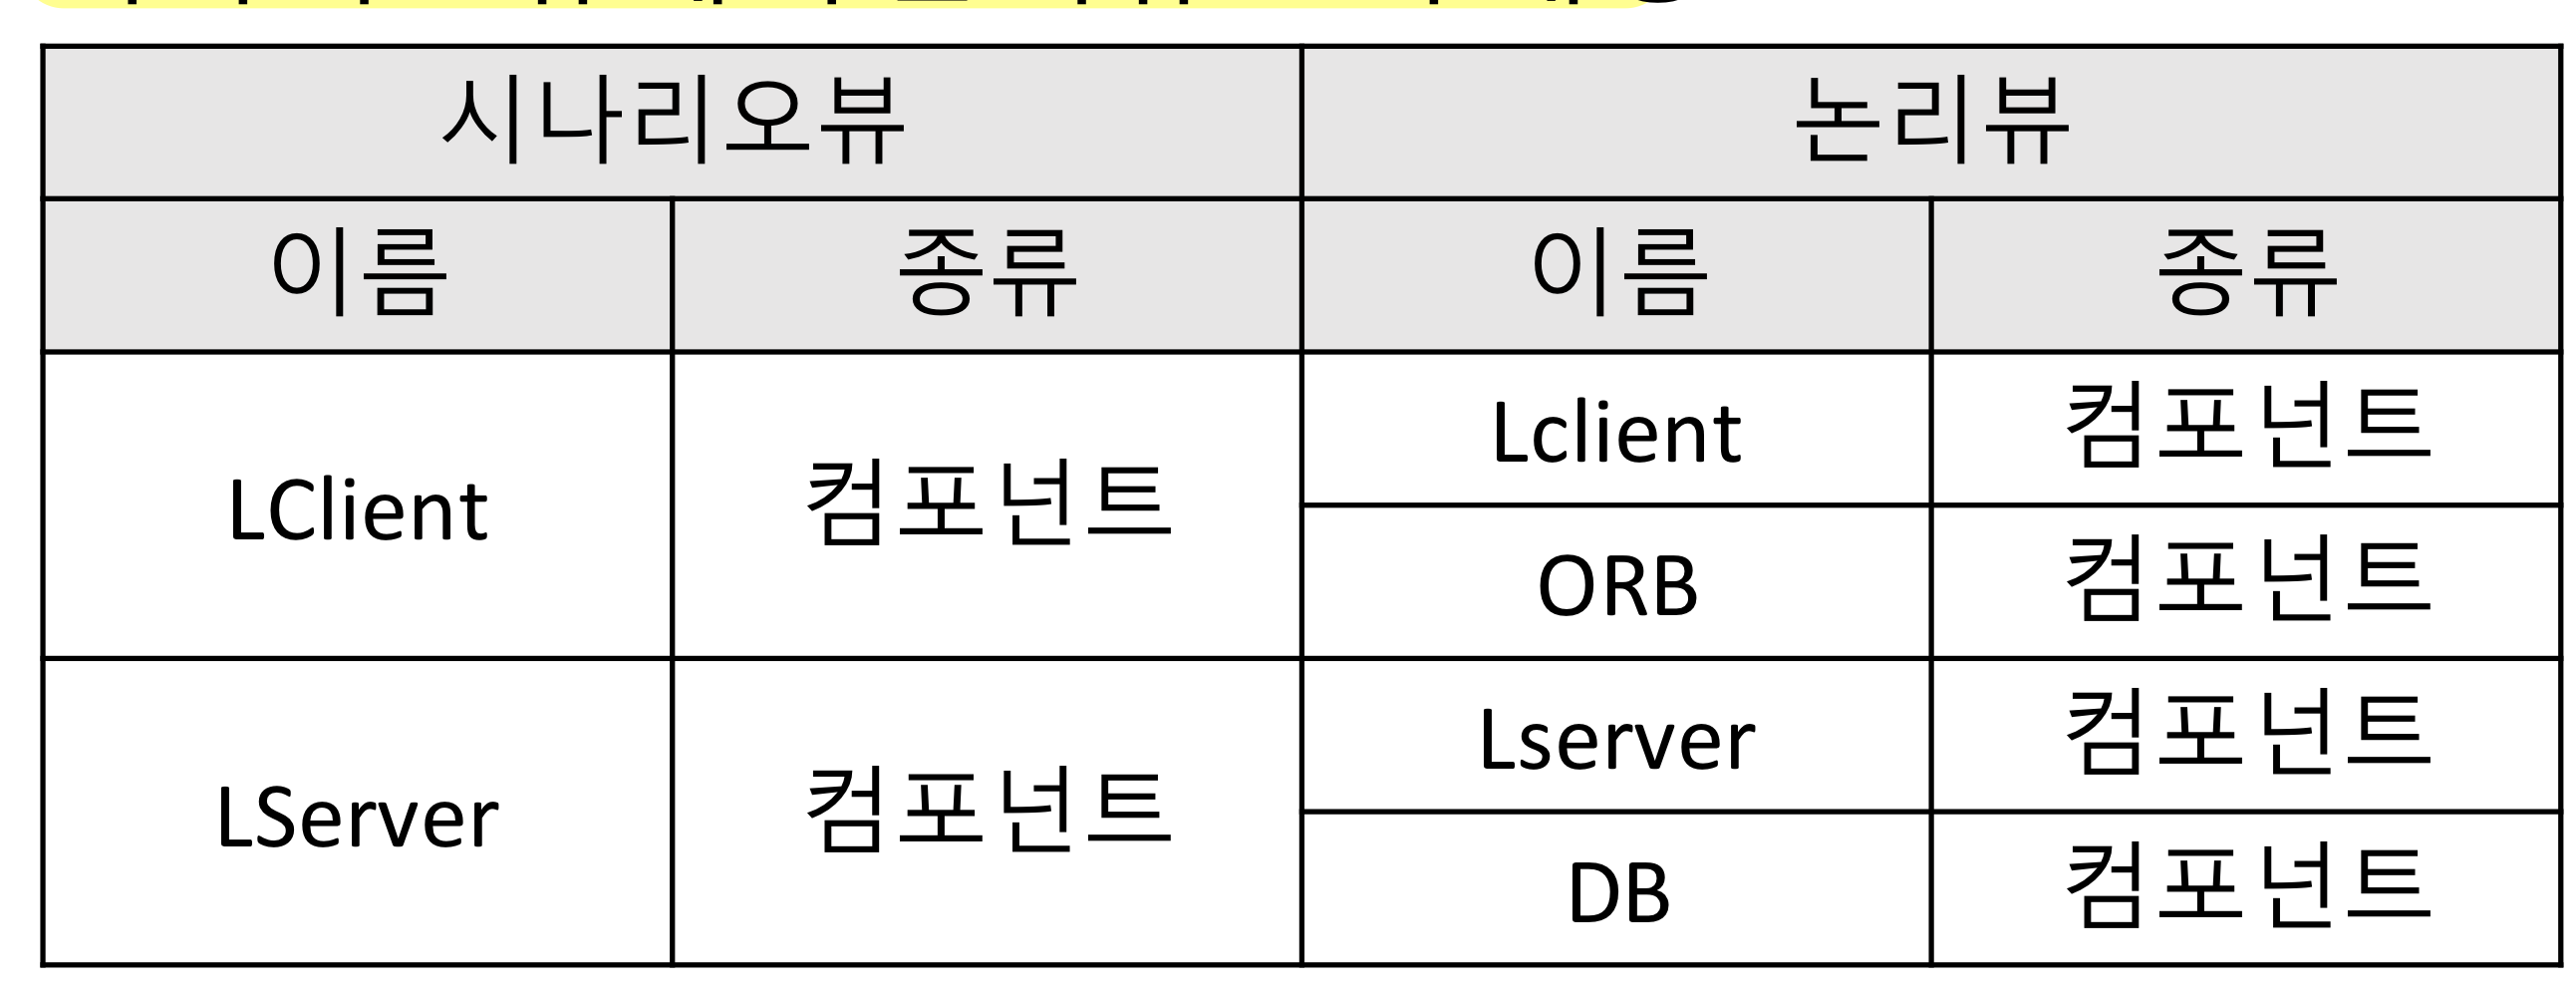 시나리오뷰 논리뷰
이름 종류 이름 종류
LClient 컴포넌트 Lclient 컴포넌트
ORB 컴포넌트
LServer 컴포넌트 Lserver 컴포넌트
DB 컴포넌트